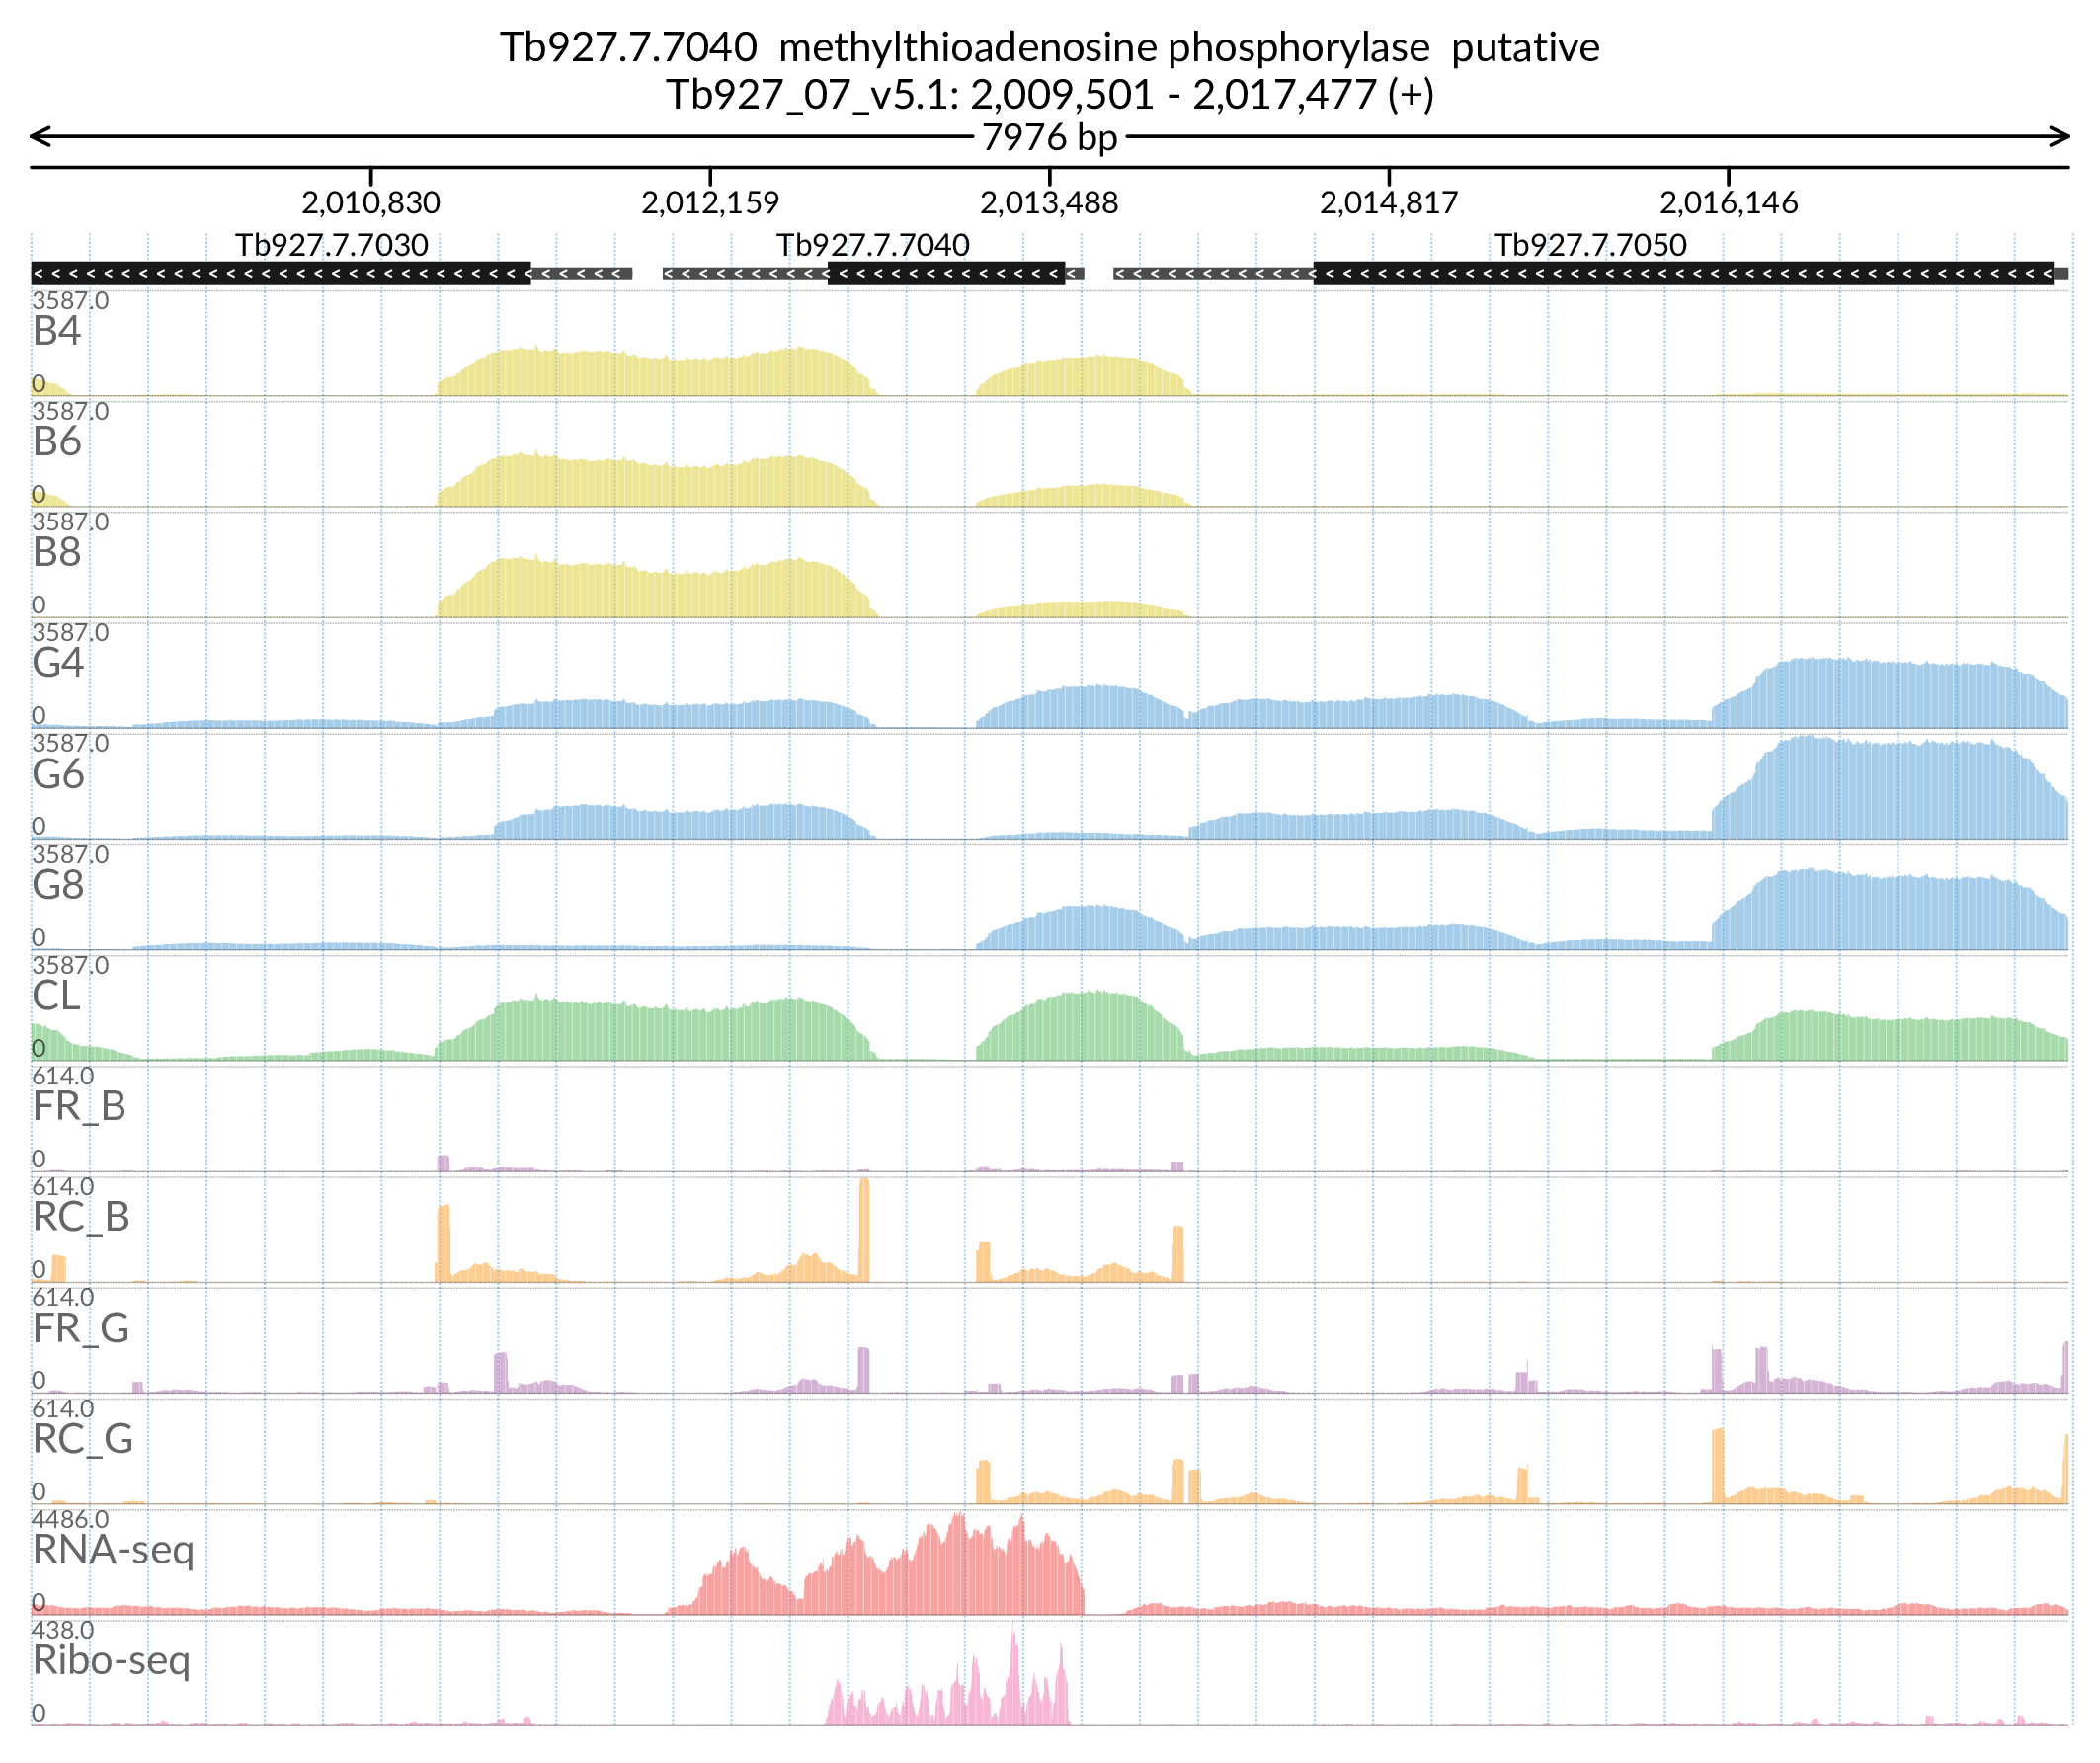 Tb927.7.7040 methylthioadenosine phosphorylase putative
Tb927_07_v5.1: 2,009,501 - 2,017,477 (+)
7976 bp
2,010,830 2,012,159 2,013,488 2,014,817 2,016,146
Tb927.7.7030 Tb927.7.7040 Tb927.7.7050
3587.0
B4
0
3587.0
B6
0
3587.0
B8
0
3587.0
G4
0
3587.0
G6
0
3587.0
G8
0
3587.0
CL
0
614.0
FR_B
0
614.0
RC_B
0
614.0
FR_G
0
614.0
RC_G
0
4486.0
RNA-seq
0
438.0
Ribo-seq
0